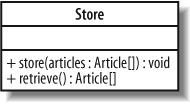 Store
+ store(articles : Article[]) : void
+ retrieve() : Article[]